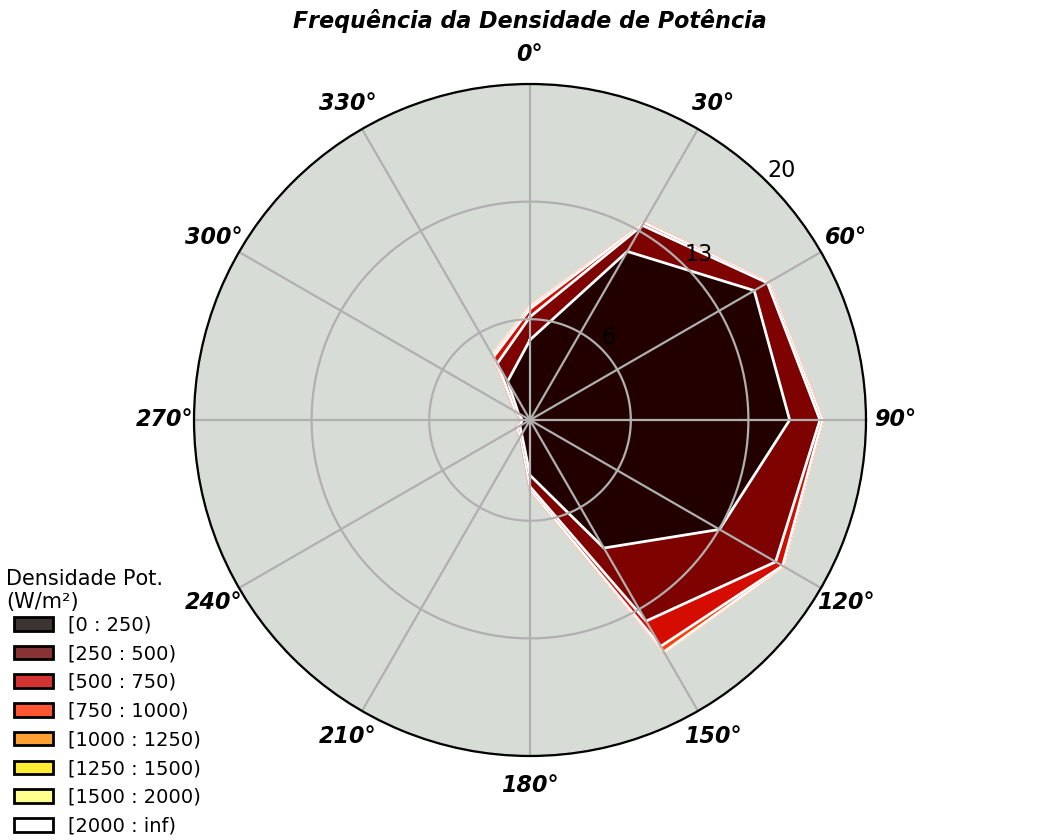 Frequência da Densidade de Potência
0°
330°
30°
20
300°
60°
13
6
270°
90°
240°
120°
210°
150°
180°
Densidade Pot.
(W/m²)
[0 : 250)
[250 : 500)
[500 : 750)
[750 : 1000)
[1000 : 1250)
[1250 : 1500)
[1500 : 2000)
[2000 : inf)